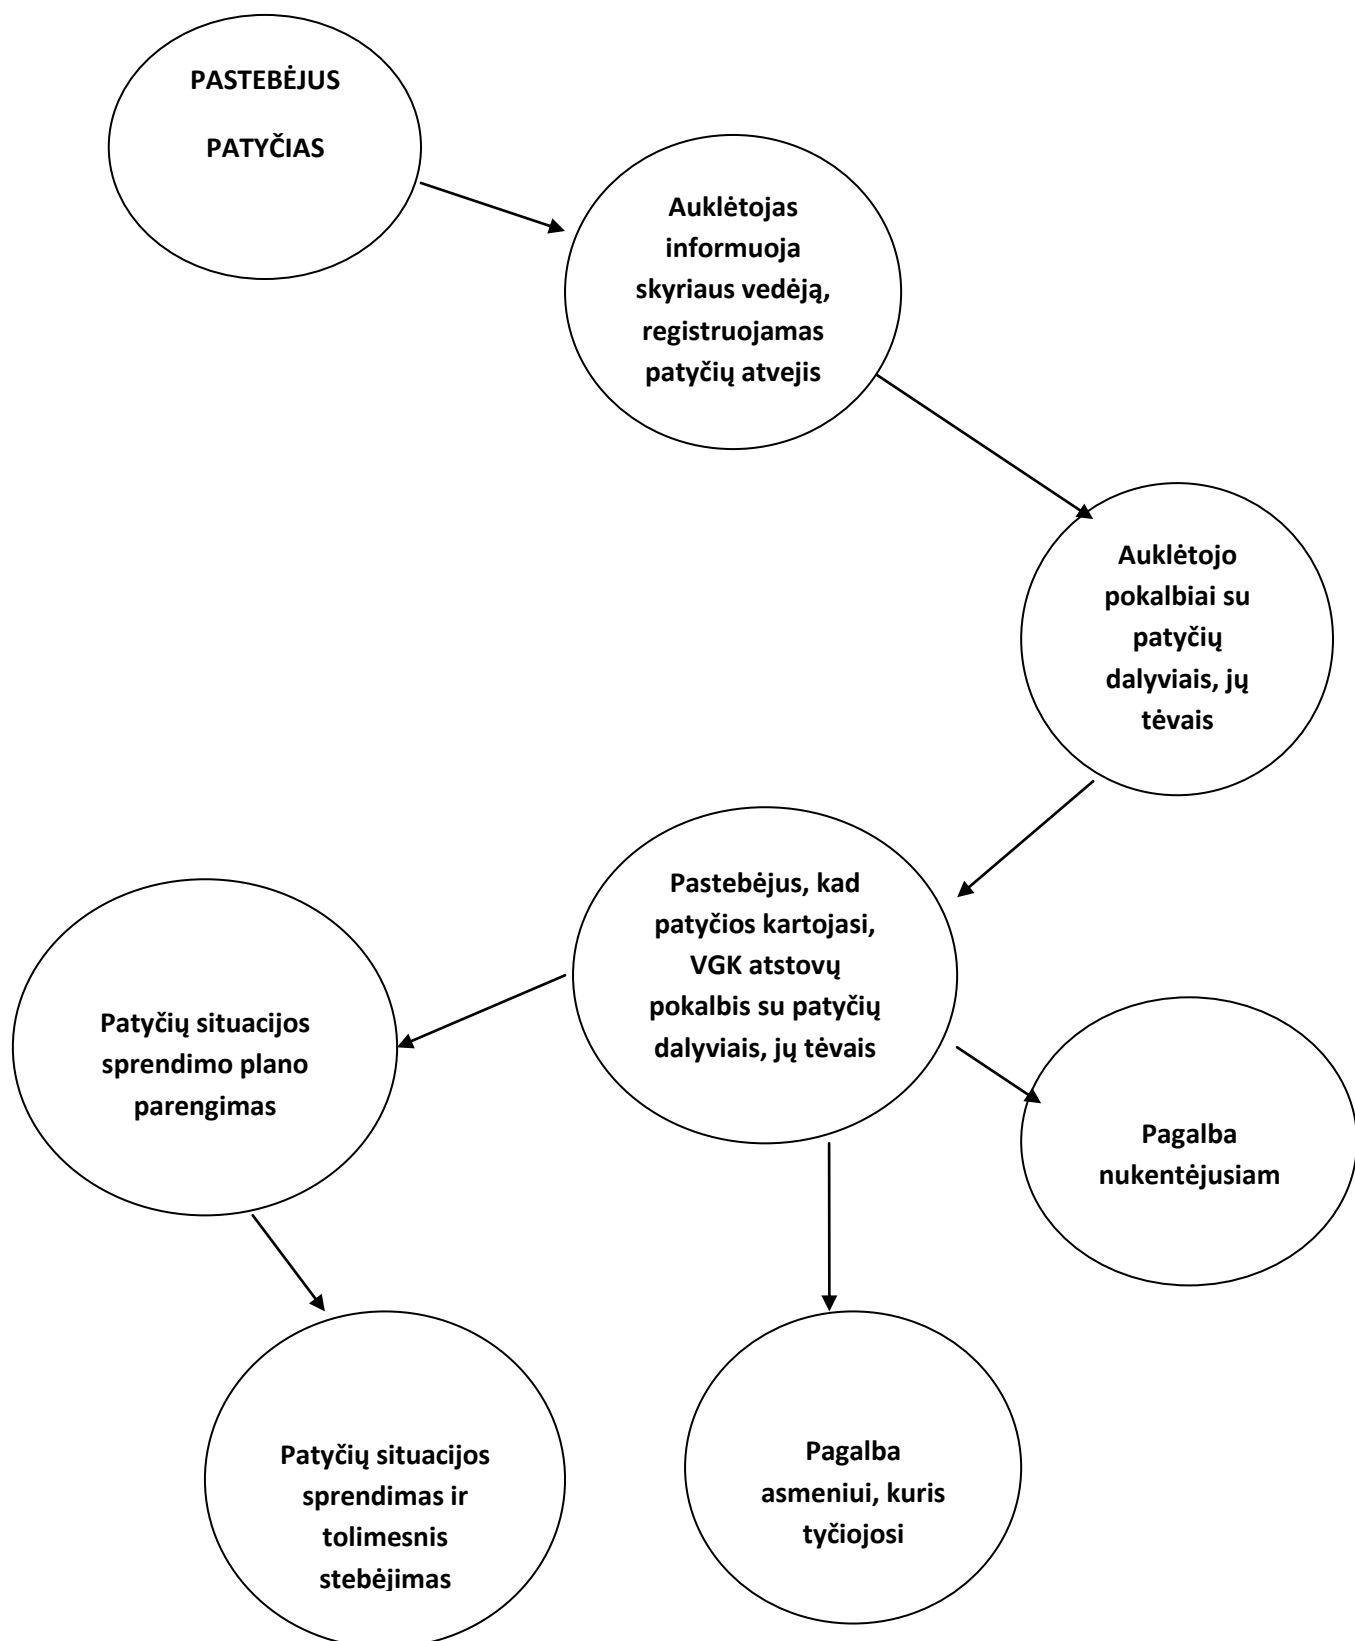 PASTEBĖJUS
PATYČIAS
Auklėtojas
informuoja
skyriaus vedėją,
registruojamas
patyčių atvejis
Auklėtojo
pokalbiai su
patyčių
dalyviais, jų
tėvais
Pastebėjus, kad
patyčios kartojasi,
VGK atstovų
pokalbis su patyčių
dalyviais, jų tėvais
Patyčių situacijos
sprendimo plano
parengimas
Pagalba
nukentėjusiam
Patyčių situacijos
sprendimas ir
tolimesnis
stebėjimas
Pagalba
asmeniui, kuris
tyčiojosi